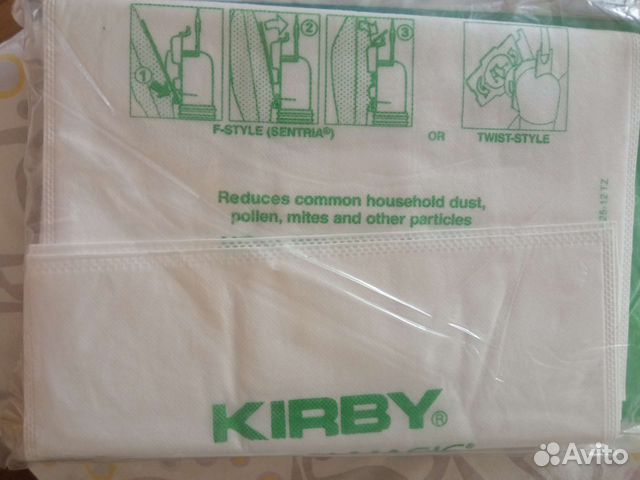 1 2 3
F-STYLE (SENTRIA®) OR TWIST-STYLE
Reduces common household dust,
pollen, mites and other particles
KIRBY®
Avito